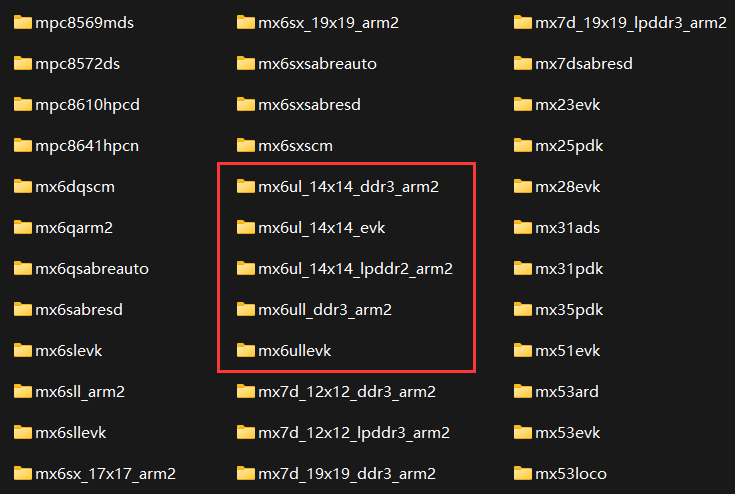 mpc8569mds
mpc8572ds
mpc8610hpcd
mpc8641hpcn
mx6dqscm
mx6qarm2
mx6qsabreauto
mx6sabresd
mx6slevk
mx6sll_arm2
mx6sllevk
mx6sx_17x17_arm2
mx6sx_19x19_arm2
mx6sxsabreauto
mx6sxsabresd
mx6sxscm
mx6ul_14x14_ddr3_arm2
mx6ul_14x14_evk
mx6ul_14x14_lpddr2_arm2
mx6ull_ddr3_arm2
mx6ullevk
mx7d_12x12_ddr3_arm2
mx7d_12x12_lpddr3_arm2
mx7d_19x19_ddr3_arm2
mx7d_19x19_lpddr3_arm2
mx7dsabresd
mx23evk
mx25pdk
mx28evk
mx31ads
mx31pdk
mx35pdk
mx51evk
mx53ard
mx53evk
mx53loco